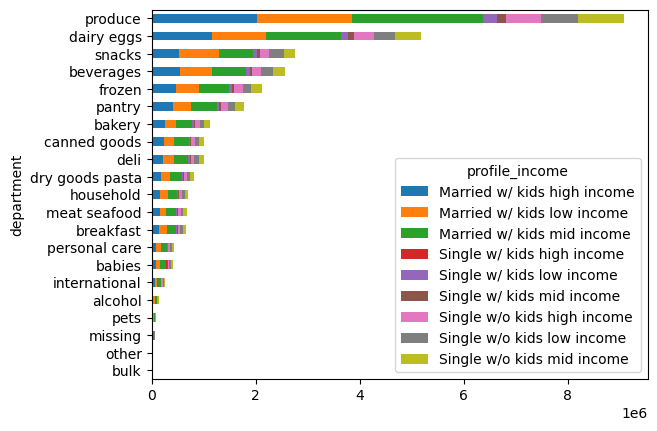 produce
dairy eggs
snacks
beverages
frozen
pantry
bakery
canned goods
deli
dry goods pasta
household
meat seafood
breakfast
personal care
babies
international
alcohol
pets
missing
other
bulk
department
profile_income
Married w/ kids high income
Married w/ kids low income
Married w/ kids mid income
Single w/ kids high income
Single w/ kids low income
Single w/ kids mid income
Single w/o kids high income
Single w/o kids low income
Single w/o kids mid income
0 2 4 6 8
1e6